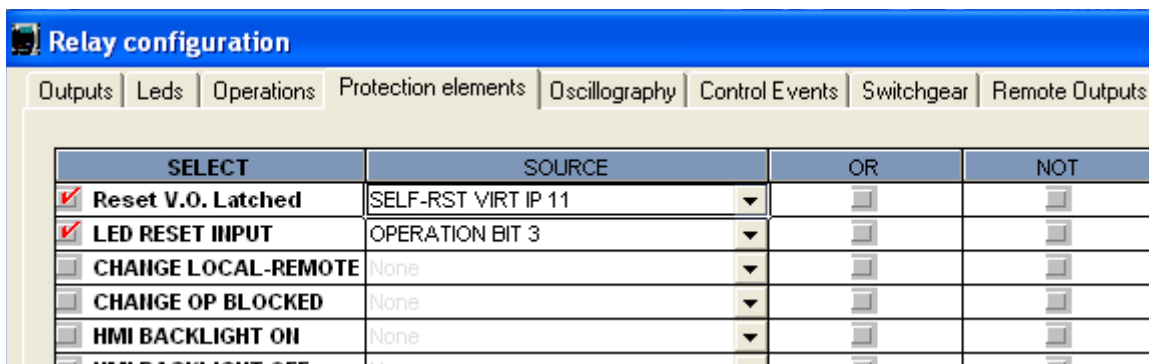 Relay configuration
Outputs Leds Operations Protection elements Oscillography Control Events Switchgear Remote Outputs
SELECT SOURCE OR NOT
Reset V.O. Latched SELF-RST VIRT IP 11
LED RESET INPUT OPERATION BIT 3
CHANGE LOCAL-REMOTE None
CHANGE OP BLOCKED None
HMI BACKLIGHT ON None